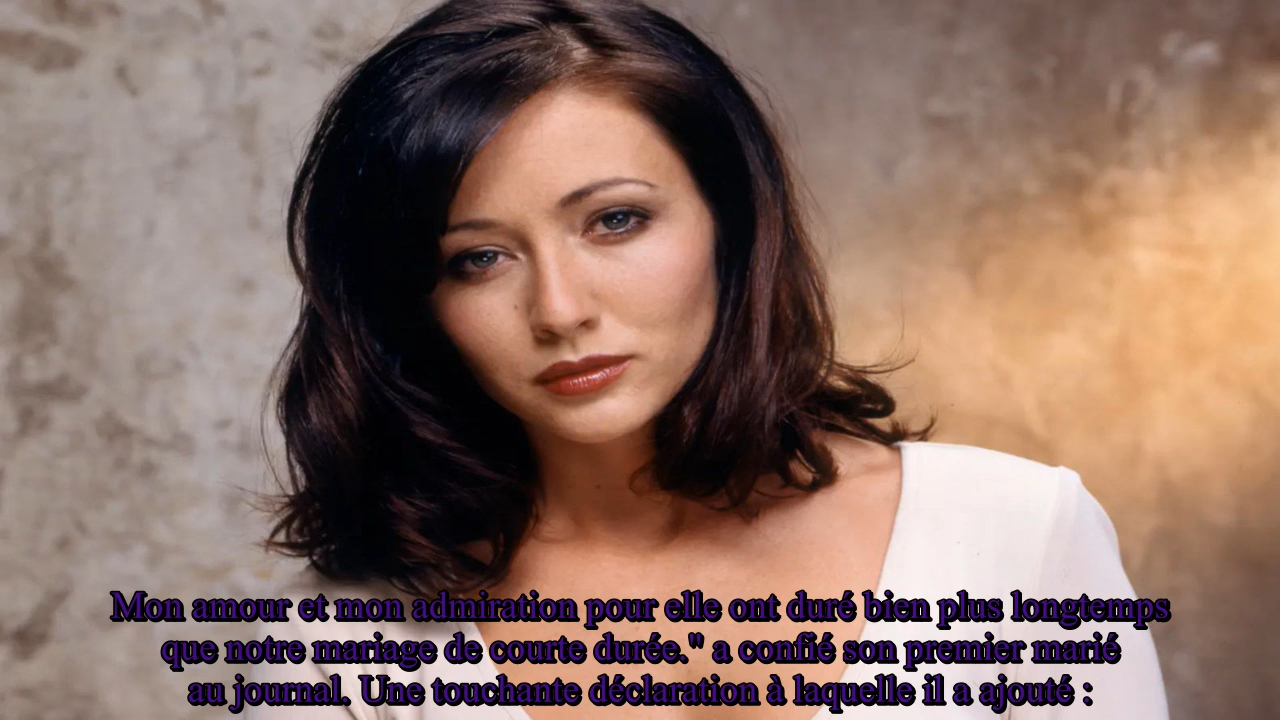 Mon amour et mon admiration pour elle ont duré bien plus longtemps
que notre mariage de courte durée." a confié son premier marié
au journal. Une touchante déclaration à laquelle il a ajouté :